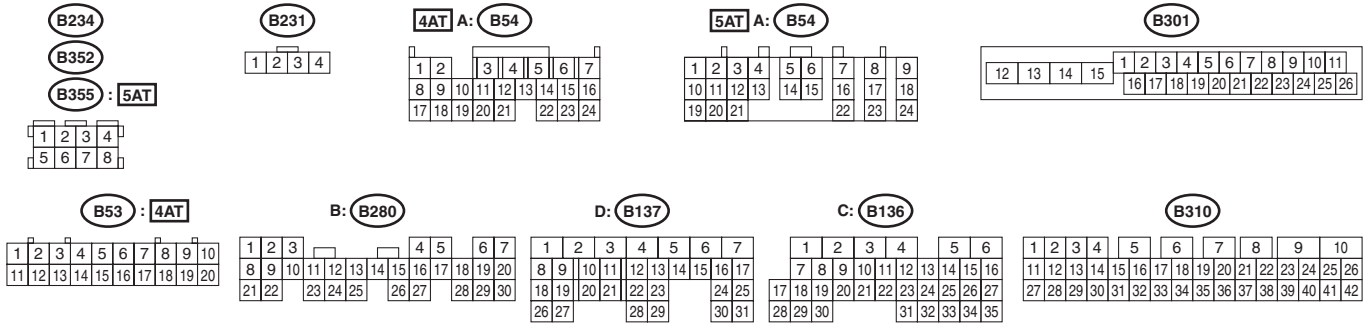 B234
B352
B355 : 5AT
1 2 3 4
5 6 7 8
B231
1 2 3 4
4AT A: B54
1 2 3 4 5 6 7
8 9 10 11 12 13 14 15 16
17 18 19 20 21 22 23 24
5AT A: B54
1 2 3 4 5 6 7 8 9
10 11 12 13 14 15 16 17 18
19 20 21 22 23 24
B301
1 2 3 4 5 6 7 8 9 10 11
12 13 14 15
16 17 18 19 20 21 22 23 24 25 26
B53 : 4AT
1 2 3 4 5 6 7 8 9 10
11 12 13 14 15 16 17 18 19 20
B: B280
1 2 3 4 5 6 7
8 9 10 11 12 13 14 15 16 17 18 19 20
21 22 23 24 25 26 27 28 29 30
D: B137
1 2 3 4 5 6 7
8 9 10 11 12 13 14 15 16 17
18 19 20 21 22 23 24 25
26 27 28 29 30 31
C: B136
1 2 3 4 5 6
7 8 9 10 11 12 13 14 15 16
17 18 19 20 21 22 23 24 25 26 27
28 29 30 31 32 33 34 35
B310
1 2 3 4 5 6 7 8 9 10
11 12 13 14 15 16 17 18 19 20 21 22 23 24 25 26
27 28 29 30 31 32 33 34 35 36 37 38 39 40 41 42